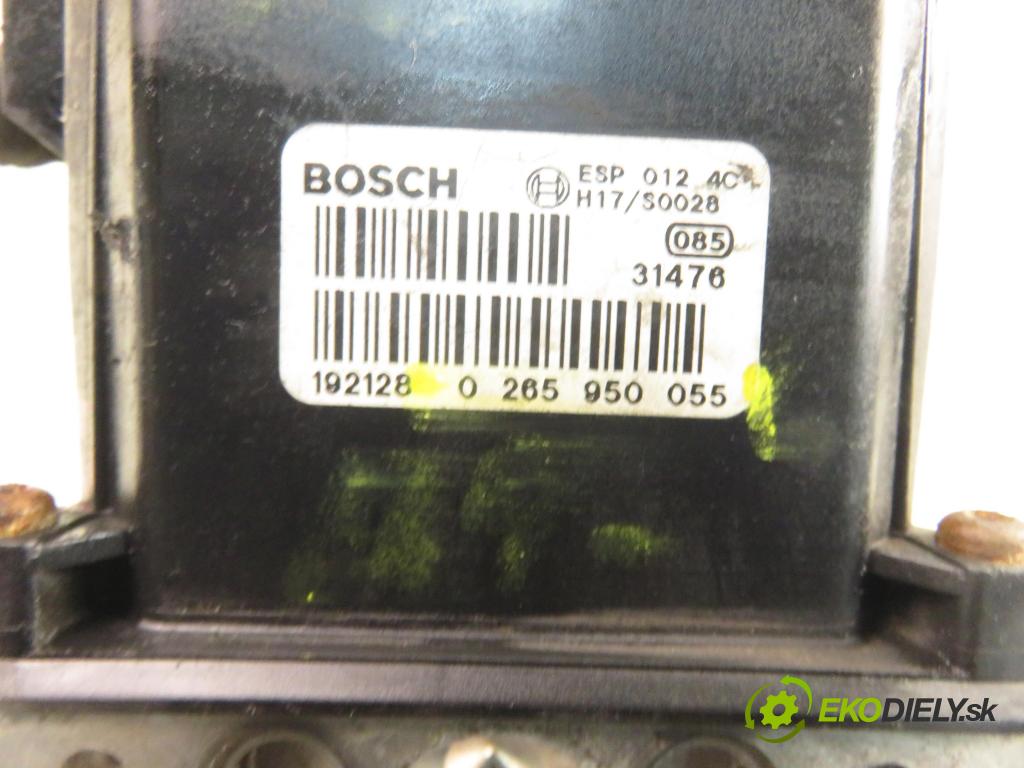 BOSCH
ESP 012 4C
H17/S0028
085
31476
192128 0 265 950 055
EKODIELY.sk